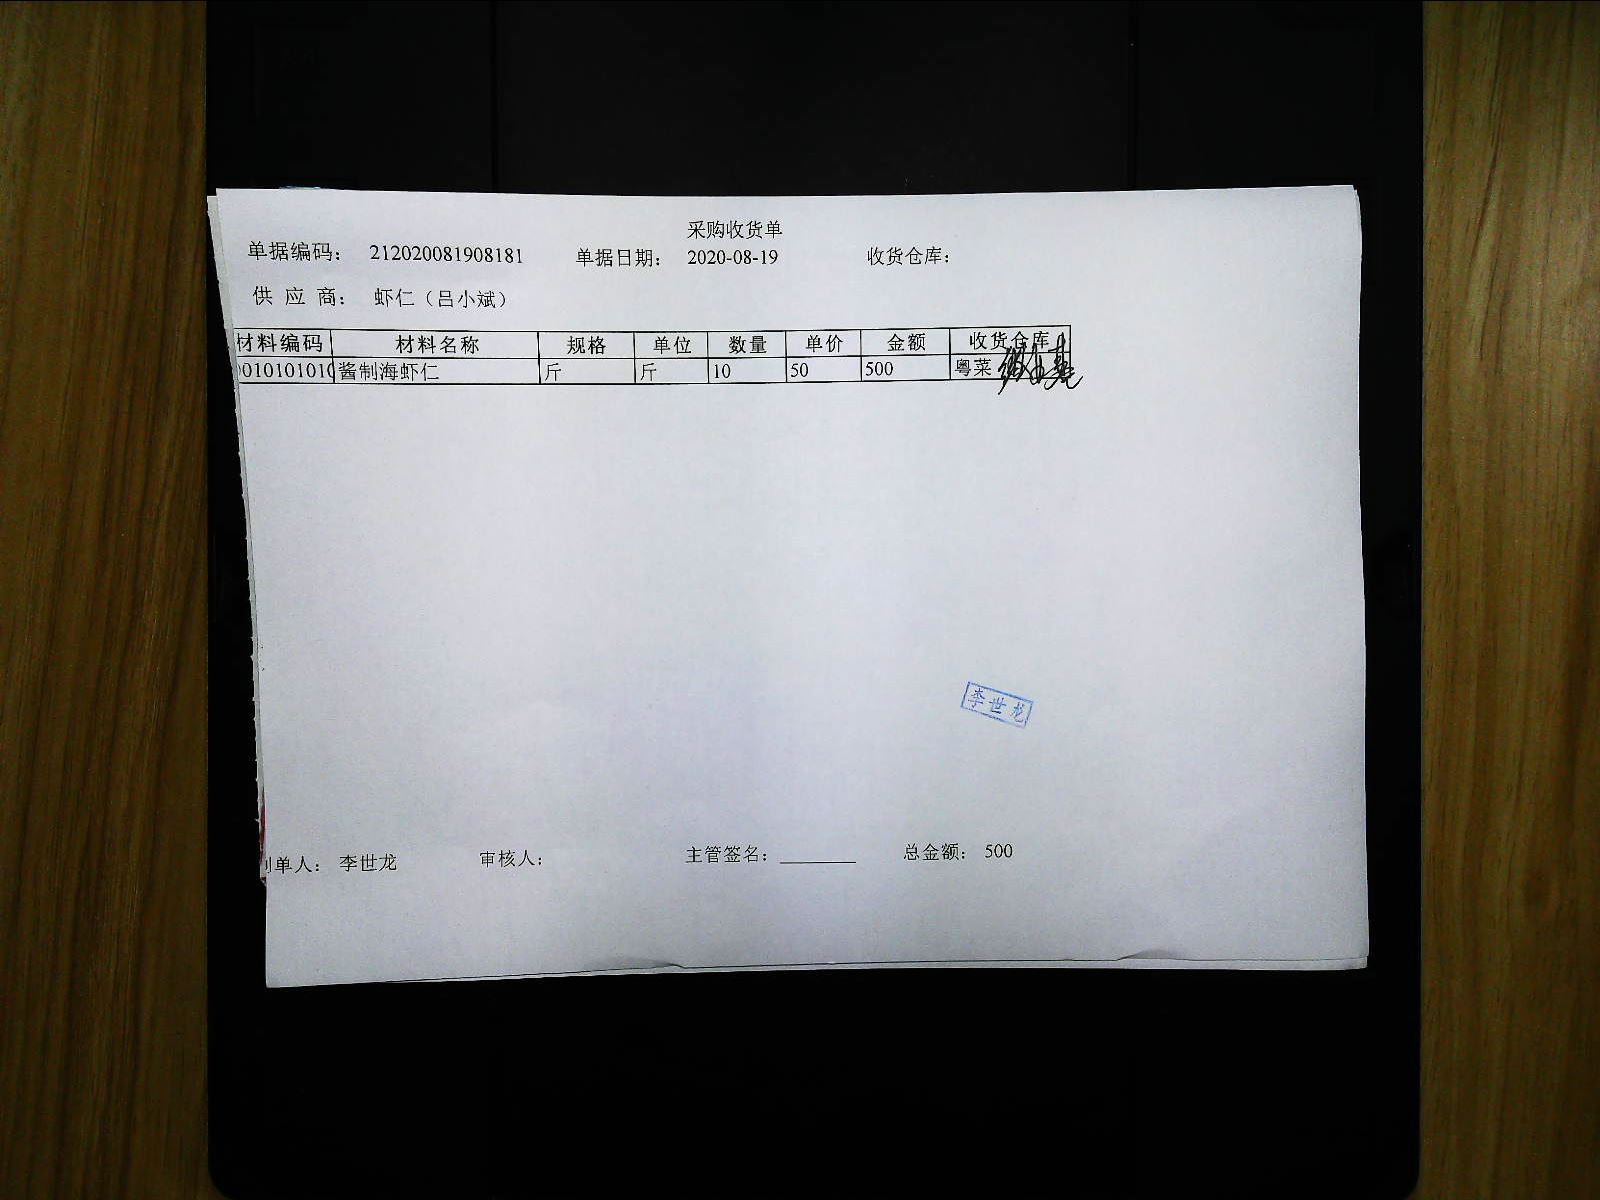 采购收货单
单据编码: 212020081908181 单据日期: 2020-08-19 收货仓库:
供 应 商: 虾仁（吕小斌）
材料编码 材料名称 规格 单位 数量 单价 金额 收货仓库
0010101010 酱制海虾仁 斤 斤 10 50 500 粤菜
李世龙
制单人: 李世龙 审核人: 主管签名: ________ 总金额: 500